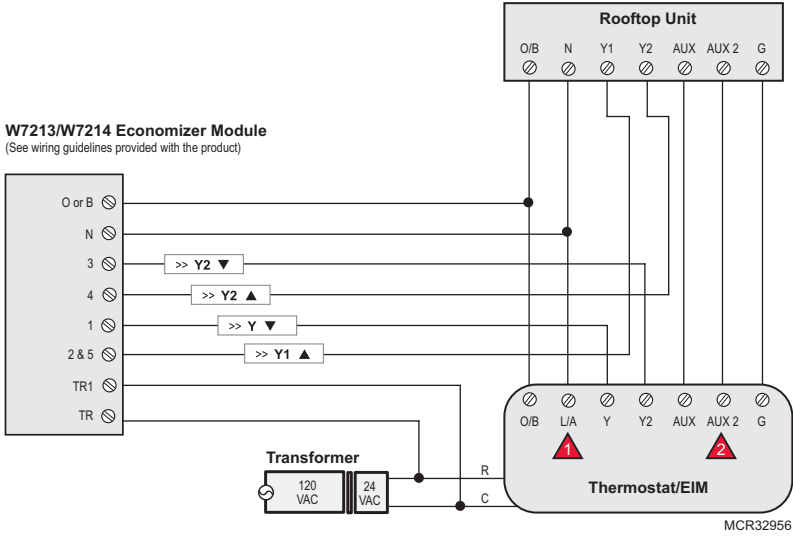 Rooftop Unit
O/B N Y1 Y2 AUX AUX 2 G
W7213/W7214 Economizer Module
(See wiring guidelines provided with the product)
O or B
N
3 >> Y2 ▼
4 >> Y2 ▲
1 >> Y ▼
2 & 5 >> Y1 ▲
TR1
TR
O/B L/A Y Y2 AUX AUX 2 G
1 2
Transformer
120 VAC
24 VAC
R
C
Thermostat/EIM
MCR32956